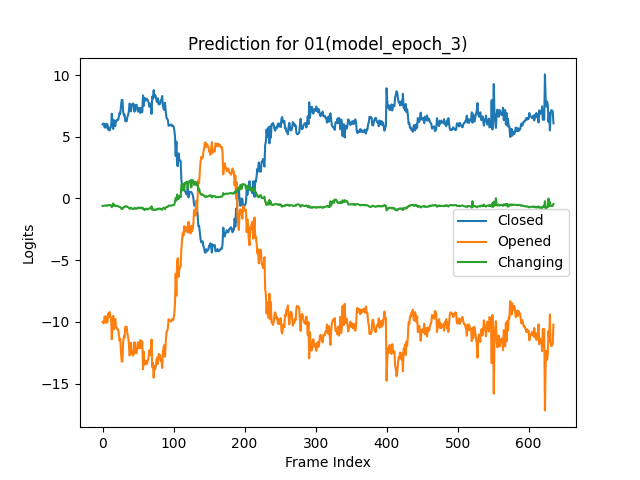 Prediction for 01(model_epoch_3)
Logits
10
5
0
−5
−10
−15
Closed
Opened
Changing
0 100 200 300 400 500 600
Frame Index